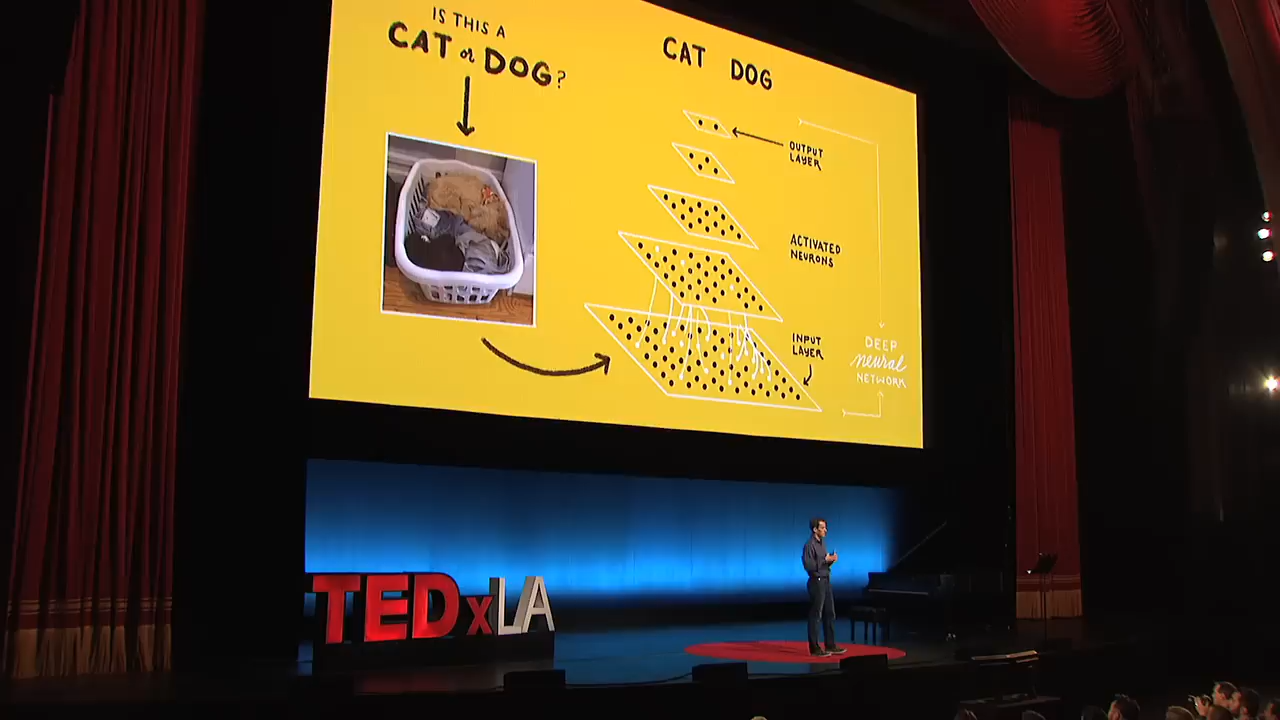 IS THIS A
CAT or DOG?
CAT DOG
OUTPUT
LAYER
ACTIVATED
NEURONS
INPUT
LAYER
DEEP
neural
NETWORK
TEDxLA